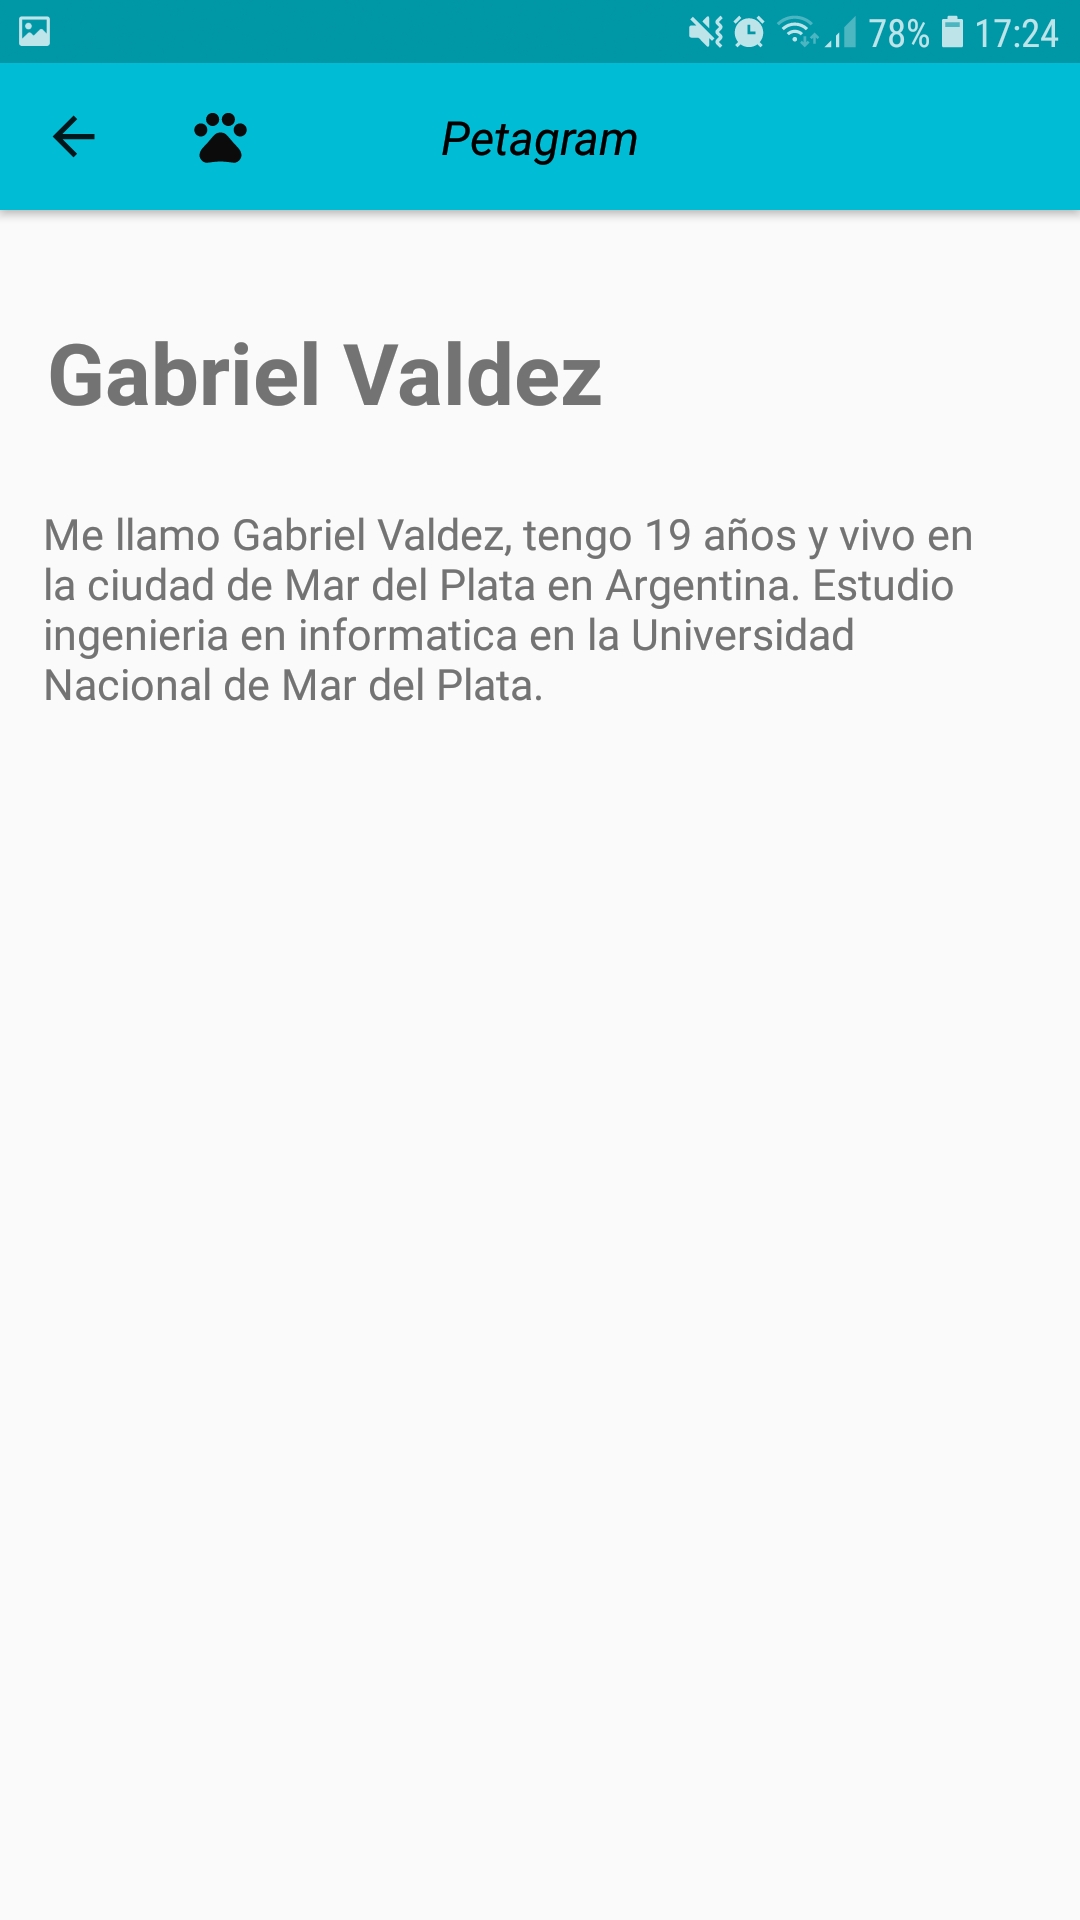 78% 17:24
Petagram
Gabriel Valdez
Me llamo Gabriel Valdez, tengo 19 años y vivo en
la ciudad de Mar del Plata en Argentina. Estudio
ingenieria en informatica en la Universidad
Nacional de Mar del Plata.